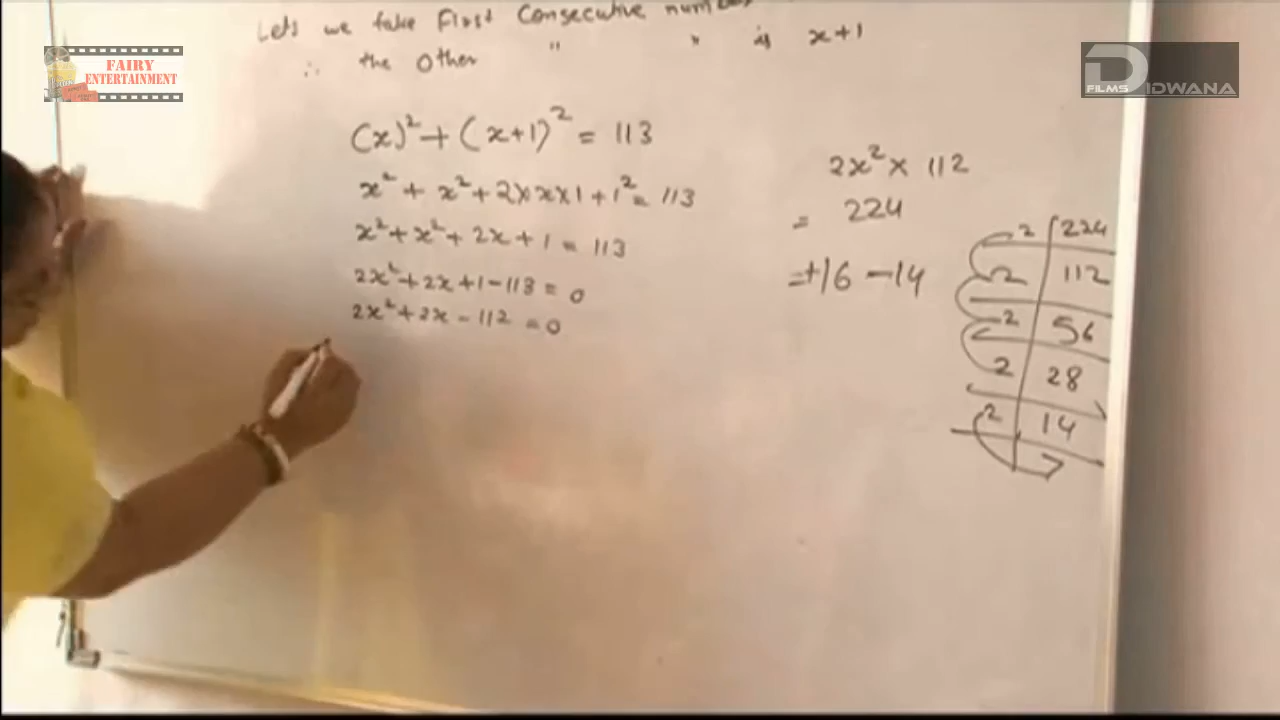 Lets we take First Consecutive
∴ the Other " " is x+1
FAIRY
ENTERTAINMENT
DIDWANA
FILMS
(x)² + (x+1)² = 113
x² + x² + 2×x×1 + 1² = 113
x² + x² + 2x + 1 = 113
2x² + 2x + 1 - 113 = 0
2x² + 2x - 112 = 0
2x² × 112
= 224
= +16 - 14
2 | 224
2 | 112
2 | 56
2 | 28
2 | 14